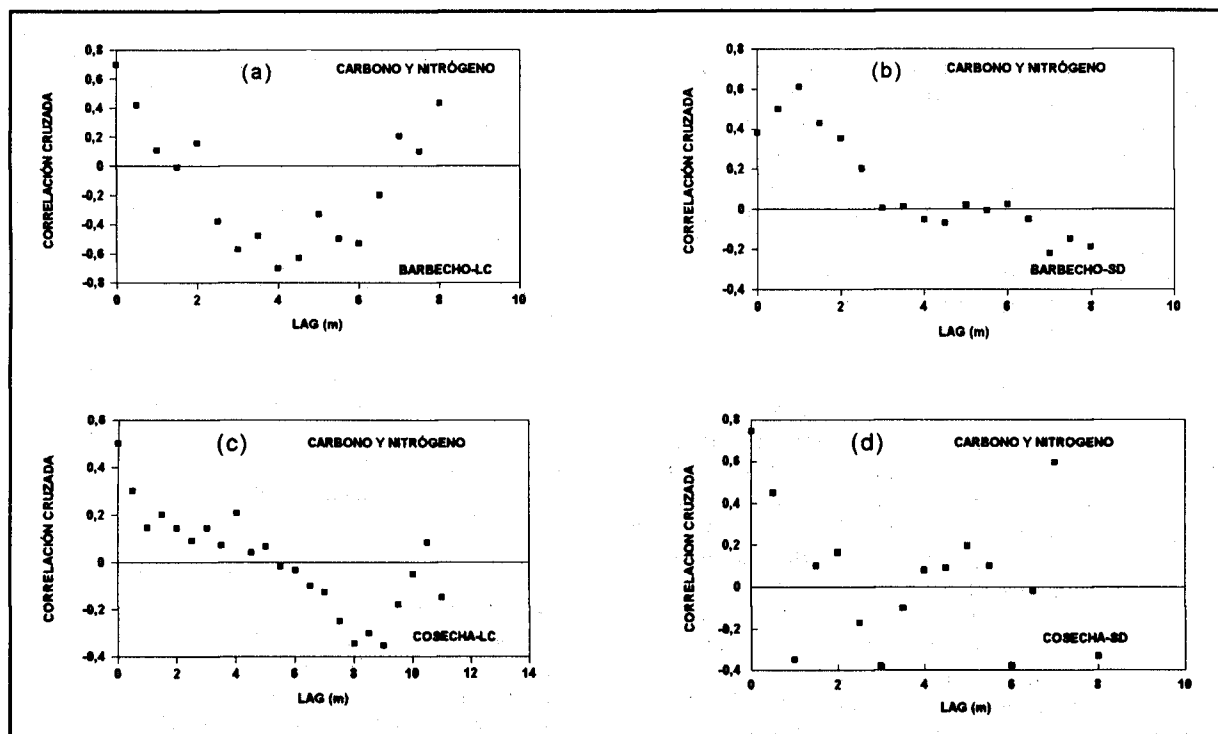 (a)
CARBONO Y NITRÓGENO
CORRELACIÓN CRUZADA
0,8
0,6
0,4
0,2
0
-0,2
-0,4
-0,6
-0,8
BARBECHO-LC
0 2 4 6 8 10
LAG (m)
(b)
CARBONO Y NITRÓGENO
CORRELACIÓN CRUZADA
0,8
0,6
0,4
0,2
0
-0,2
-0,4
BARBECHO-SD
0 2 4 6 8 10
LAG (m)
(c)
CARBONO Y NITRÓGENO
CORRELACIÓN CRUZADA
0,6
0,4
0,2
0
-0,2
-0,4
COSECHA-LC
0 2 4 6 8 10 12 14
LAG (m)
(d)
CARBONO Y NITROGENO
CORRELACION CRUZADA
0,8
0,6
0,4
0,2
0
-0,2
-0,4
COSECHA-SD
0 2 4 6 8 10
LAG (m)